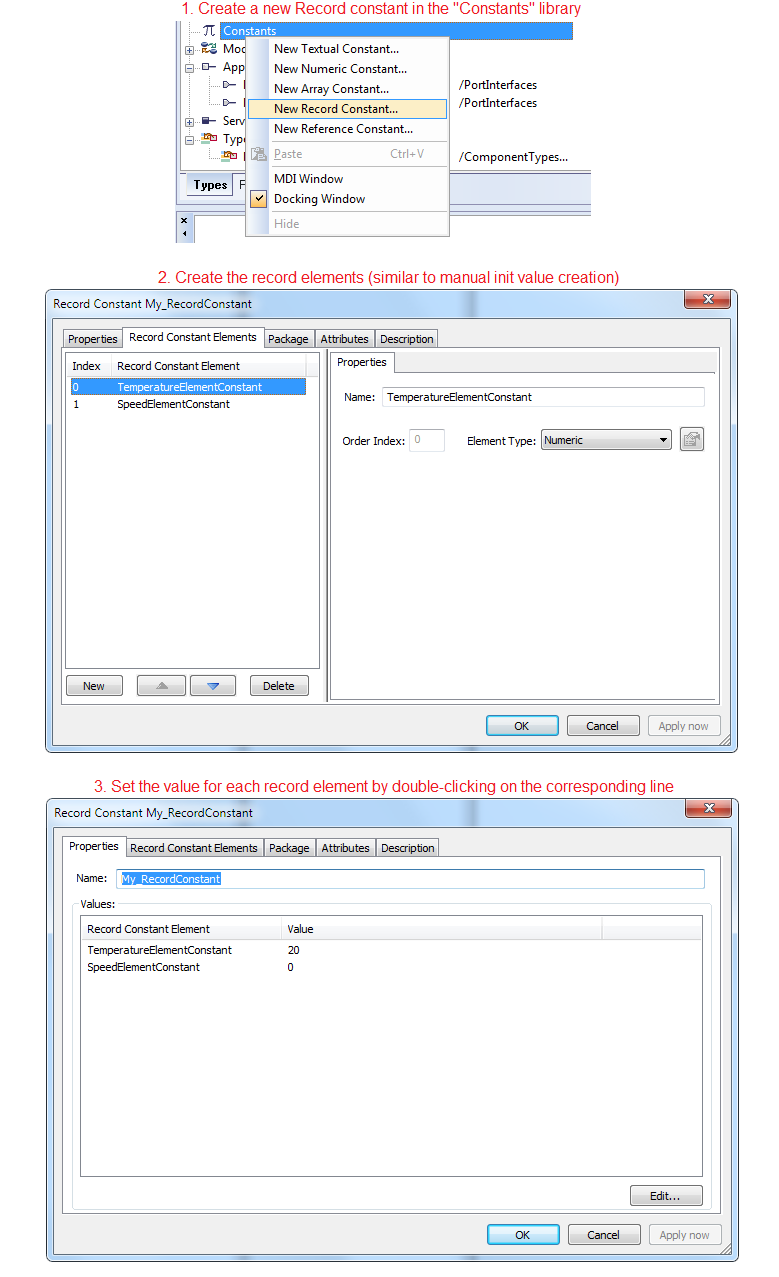 1. Create a new Record constant in the "Constants" library
Constants
Moc
New Textual Constant...
App
New Numeric Constant...
New Array Constant...
/PortInterfaces
New Record Constant...
/PortInterfaces
Serv
New Reference Constant...
Type
Paste Ctrl+V
/ComponentTypes...
MDI Window
Types
Docking Window
Hide
2. Create the record elements (similar to manual init value creation)
Record Constant My_RecordConstant
Properties Record Constant Elements Package Attributes Description
Index Record Constant Element
0 TemperatureElementConstant
1 SpeedElementConstant
Properties
Name: TemperatureElementConstant
Order Index: 0 Element Type: Numeric
New Delete
OK Cancel Apply now
3. Set the value for each record element by double-clicking on the corresponding line
Record Constant My_RecordConstant
Properties Record Constant Elements Package Attributes Description
Name: My_RecordConstant
Values:
Record Constant Element Value
TemperatureElementConstant 20
SpeedElementConstant 0
Edit...
OK Cancel Apply now